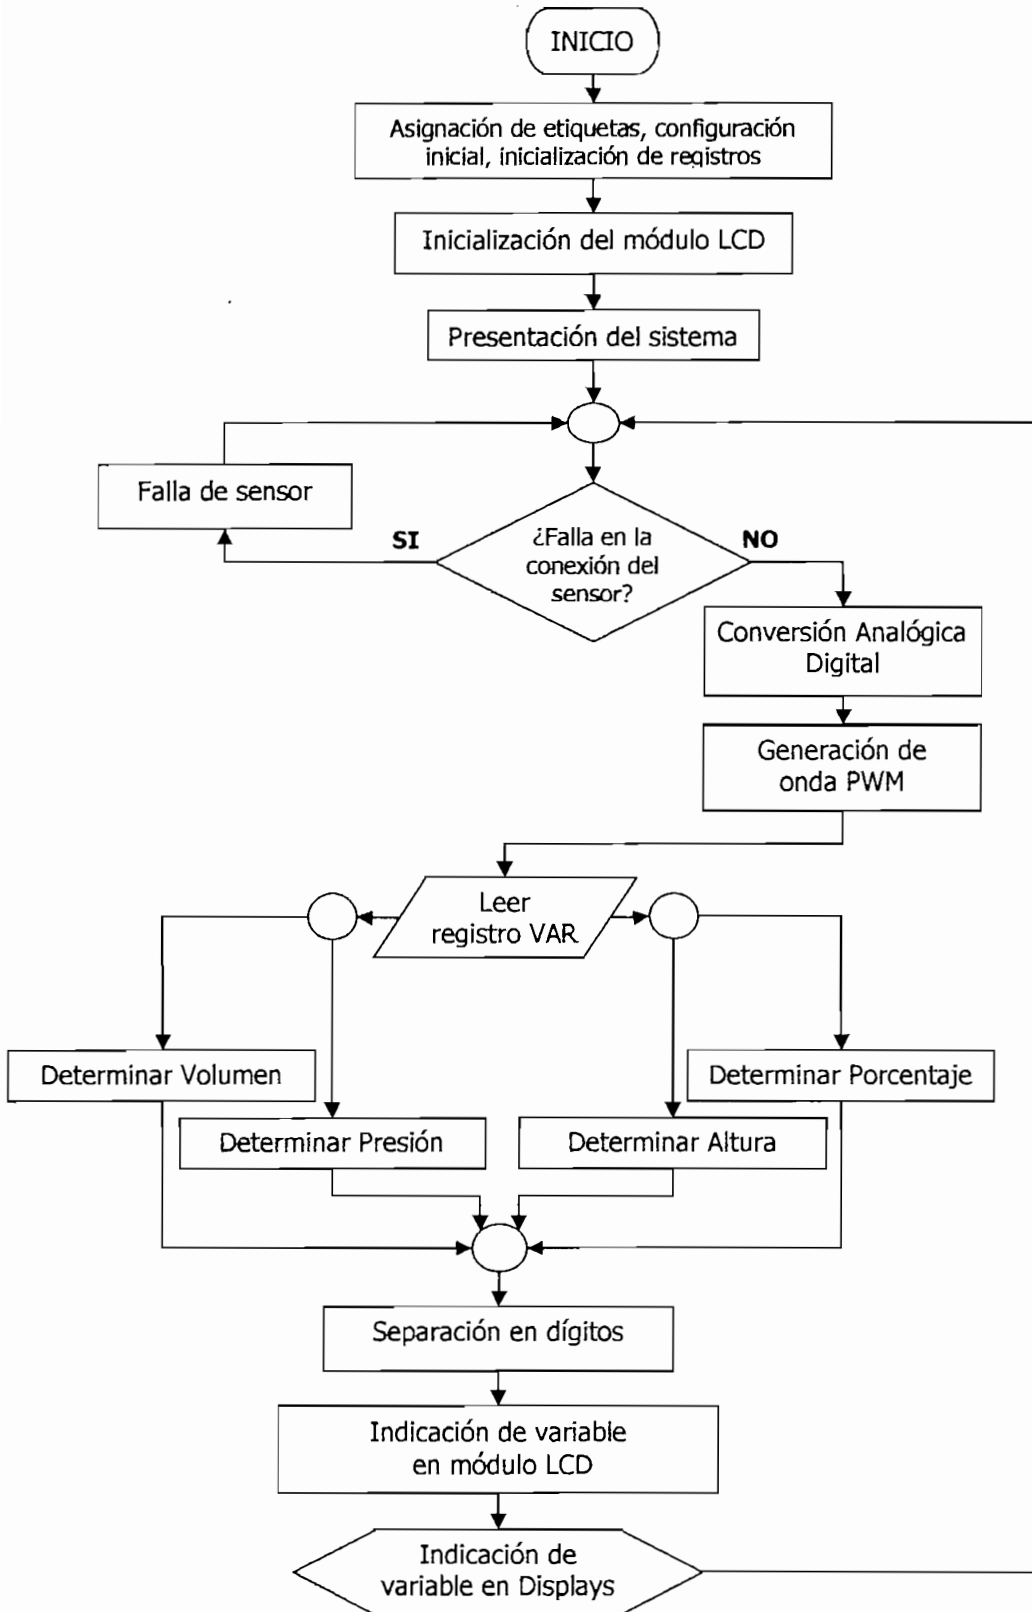 INICIO
Asignación de etiquetas, configuración
inicial, inicialización de registros
Inicialización del módulo LCD
Presentación del sistema
Falla de sensor
SI
¿Falla en la
conexión del
sensor?
NO
Conversión Analógica
Digital
Generación de
onda PWM
Leer
registro VAR
Determinar Volumen
Determinar Porcentaje
Determinar Presión
Determinar Altura
Separación en dígitos
Indicación de variable
en módulo LCD
Indicación de
variable en Displays